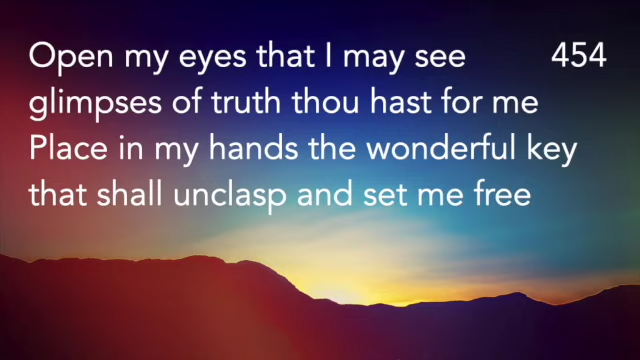 Open my eyes that I may see 454
glimpses of truth thou hast for me
Place in my hands the wonderful key
that shall unclasp and set me free